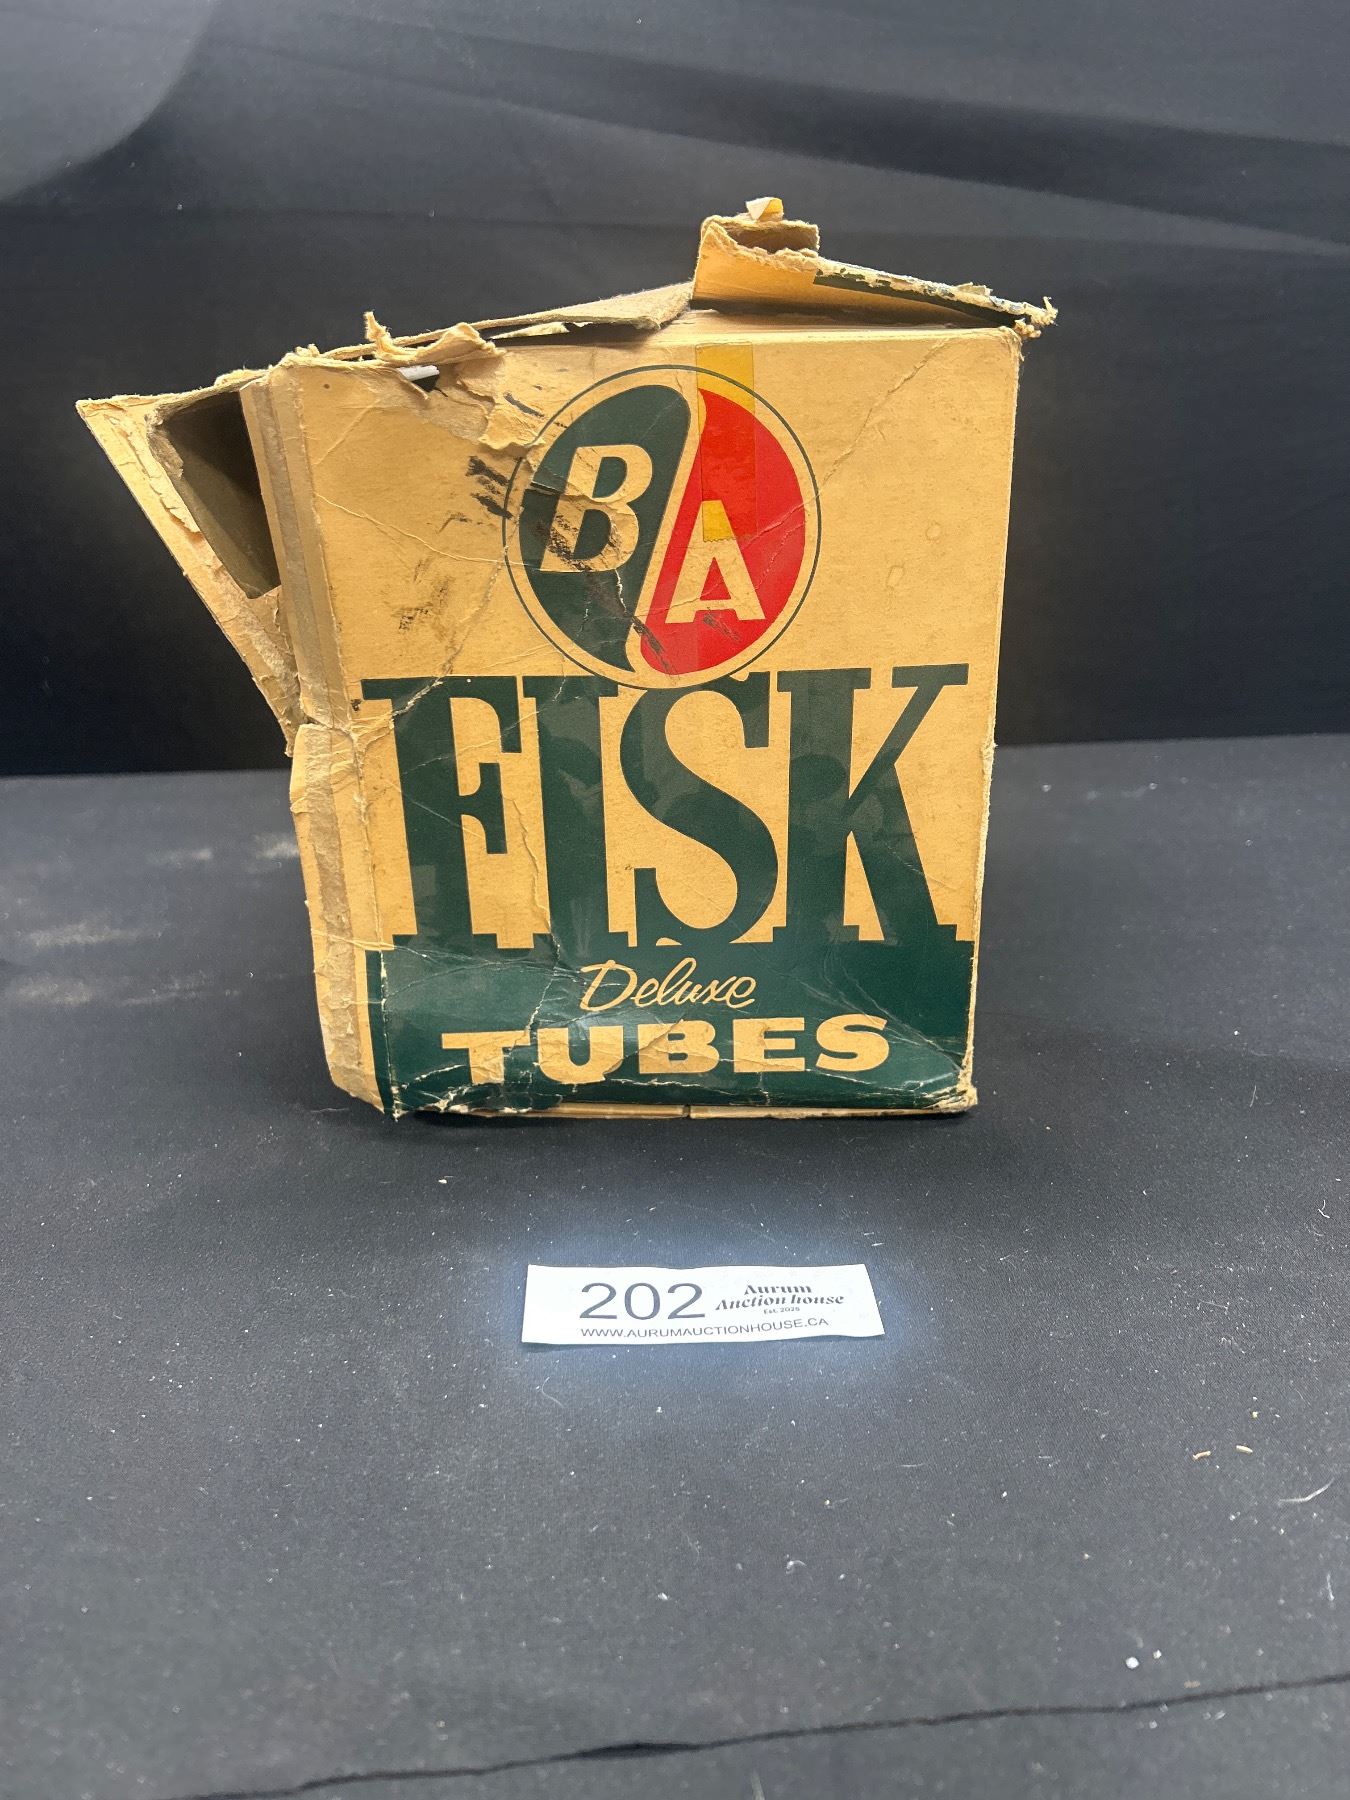 BA
FISK
Deluxe
TUBES
202 Aurum
Auction house
Est. 2025
WWW.AURUMAUCTIONHOUSE.CA